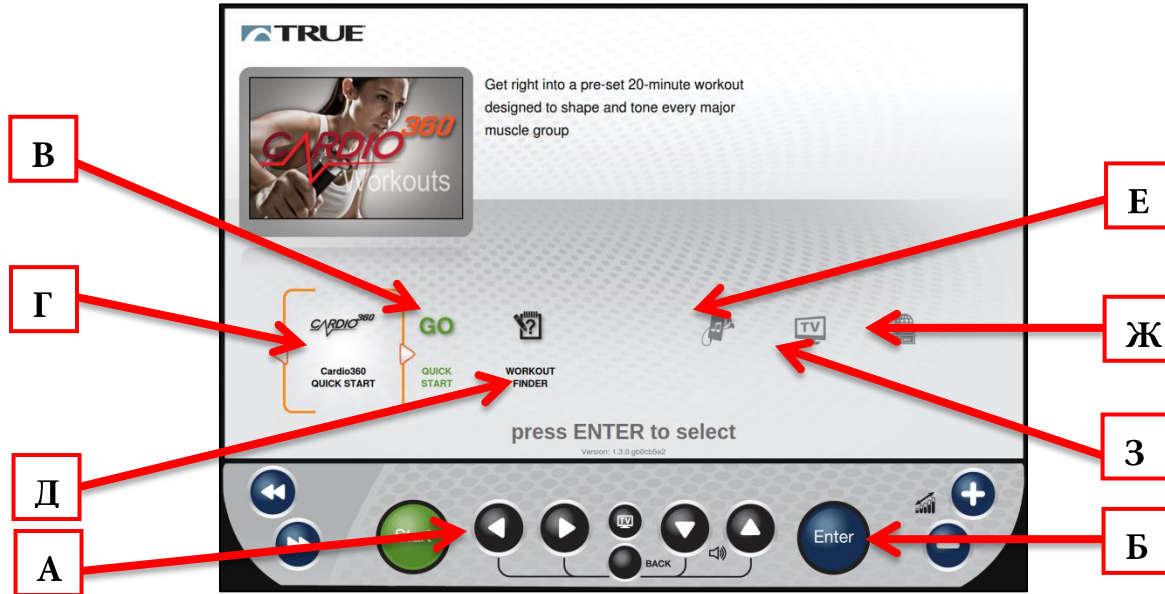 TRUE
CARDIO 360
Workouts
Get right into a pre-set 20-minute workout
designed to shape and tone every major
muscle group
В
Г
Д
А
Е
Ж
З
Б
CARDIO360
GO
?
TV
Cardio360
QUICK START
QUICK
START
WORKOUT
FINDER
press ENTER to select
Version: 1.3.0.gb0cb5e2
Start
TV
BACK
Enter